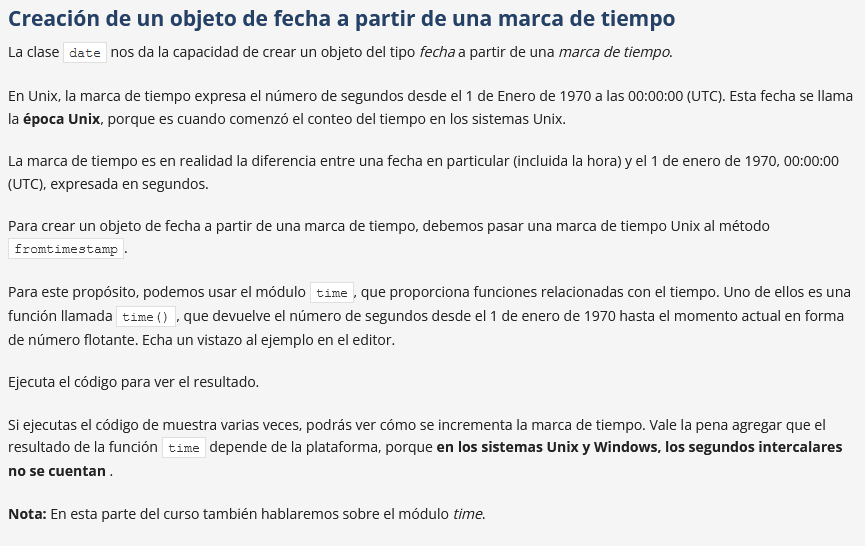 Creación de un objeto de fecha a partir de una marca de tiempo
La clase date nos da la capacidad de crear un objeto del tipo fecha a partir de una marca de tiempo.
En Unix, la marca de tiempo expresa el número de segundos desde el 1 de Enero de 1970 a las 00:00:00 (UTC). Esta fecha se llama
la época Unix, porque es cuando comenzó el conteo del tiempo en los sistemas Unix.
La marca de tiempo es en realidad la diferencia entre una fecha en particular (incluida la hora) y el 1 de enero de 1970, 00:00:00
(UTC), expresada en segundos.
Para crear un objeto de fecha a partir de una marca de tiempo, debemos pasar una marca de tiempo Unix al método
fromtimestamp.
Para este propósito, podemos usar el módulo time, que proporciona funciones relacionadas con el tiempo. Uno de ellos es una
función llamada time(), que devuelve el número de segundos desde el 1 de enero de 1970 hasta el momento actual en forma
de número flotante. Echa un vistazo al ejemplo en el editor.
Ejecuta el código para ver el resultado.
Si ejecutas el código de muestra varias veces, podrás ver cómo se incrementa la marca de tiempo. Vale la pena agregar que el
resultado de la función time depende de la plataforma, porque en los sistemas Unix y Windows, los segundos intercalares
no se cuentan .
Nota: En esta parte del curso también hablaremos sobre el módulo time.